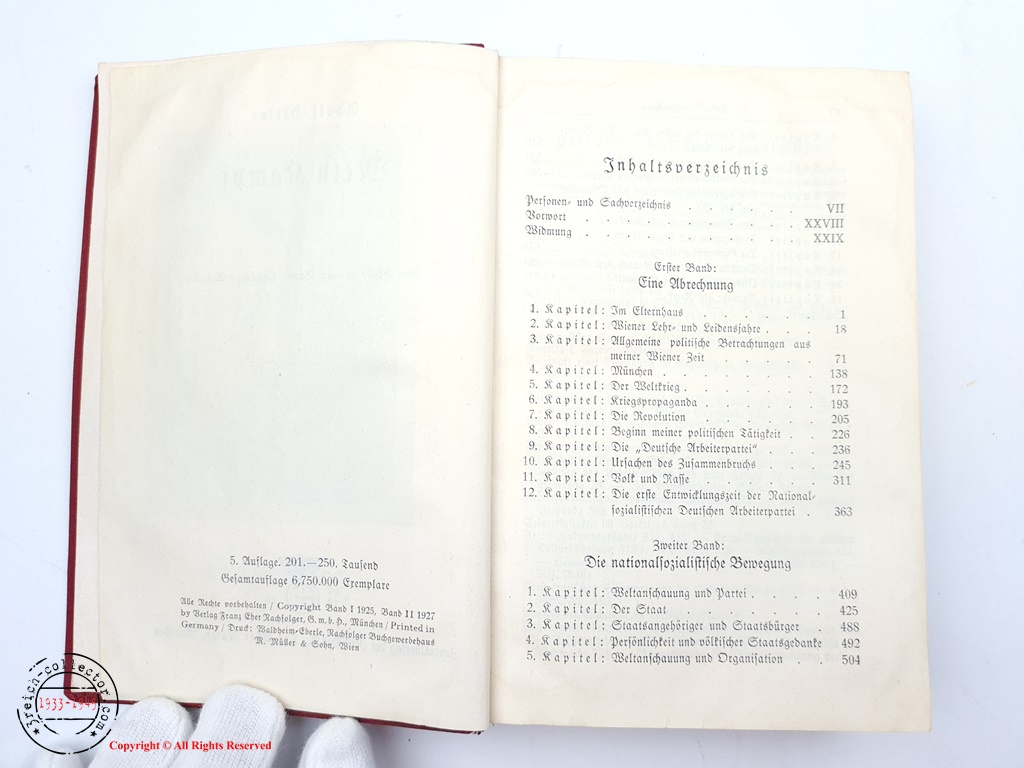 5. Auflage. 201.—250. Tausend
Gesamtauflage 6,750.000 Exemplare
Alle Rechte vorbehalten / Copyright Band I 1925, Band II 1927
by Verlag Franz Eher Nachfolger, G. m. b. H., München / Printed in
Germany / Druck: Waldheim-Eberle, Nachfolger Buchgewerbehaus
M. Müller & Sohn, Wien
Inhaltsverzeichnis
Personen- und Sachverzeichnis . . . . . . VII
Vorwort . . . . . . . . . . . XXVIII
Widmung . . . . . . . . . . . XXIX
Erster Band:
Eine Abrechnung
1. Kapitel: Im Elternhaus . . . . . . 1
2. Kapitel: Wiener Lehr- und Leidensjahre . . . 18
3. Kapitel: Allgemeine politische Betrachtungen aus
meiner Wiener Zeit . . . . . 71
4. Kapitel: München . . . . . . . 138
5. Kapitel: Der Weltkrieg . . . . . . 172
6. Kapitel: Kriegspropaganda . . . . . . 193
7. Kapitel: Die Revolution . . . . . . 205
8. Kapitel: Beginn meiner politischen Tätigkeit . . 226
9. Kapitel: Die „Deutsche Arbeiterpartei“ . . . 236
10. Kapitel: Ursachen des Zusammenbruchs . . . 245
11. Kapitel: Volk und Rasse . . . . . . 311
12. Kapitel: Die erste Entwicklungszeit der National-
sozialistischen Deutschen Arbeiterpartei . 363
Zweiter Band:
Die nationalsozialistische Bewegung
1. Kapitel: Weltanschauung und Partei . . . . 409
2. Kapitel: Der Staat . . . . . . . 425
3. Kapitel: Staatsangehöriger und Staatsbürger . . 488
4. Kapitel: Persönlichkeit und völkischer Staatsgedanke 492
5. Kapitel: Weltanschauung und Organisation . . 504
3reich-collector.com
1933-1945
Copyright © All Rights Reserved